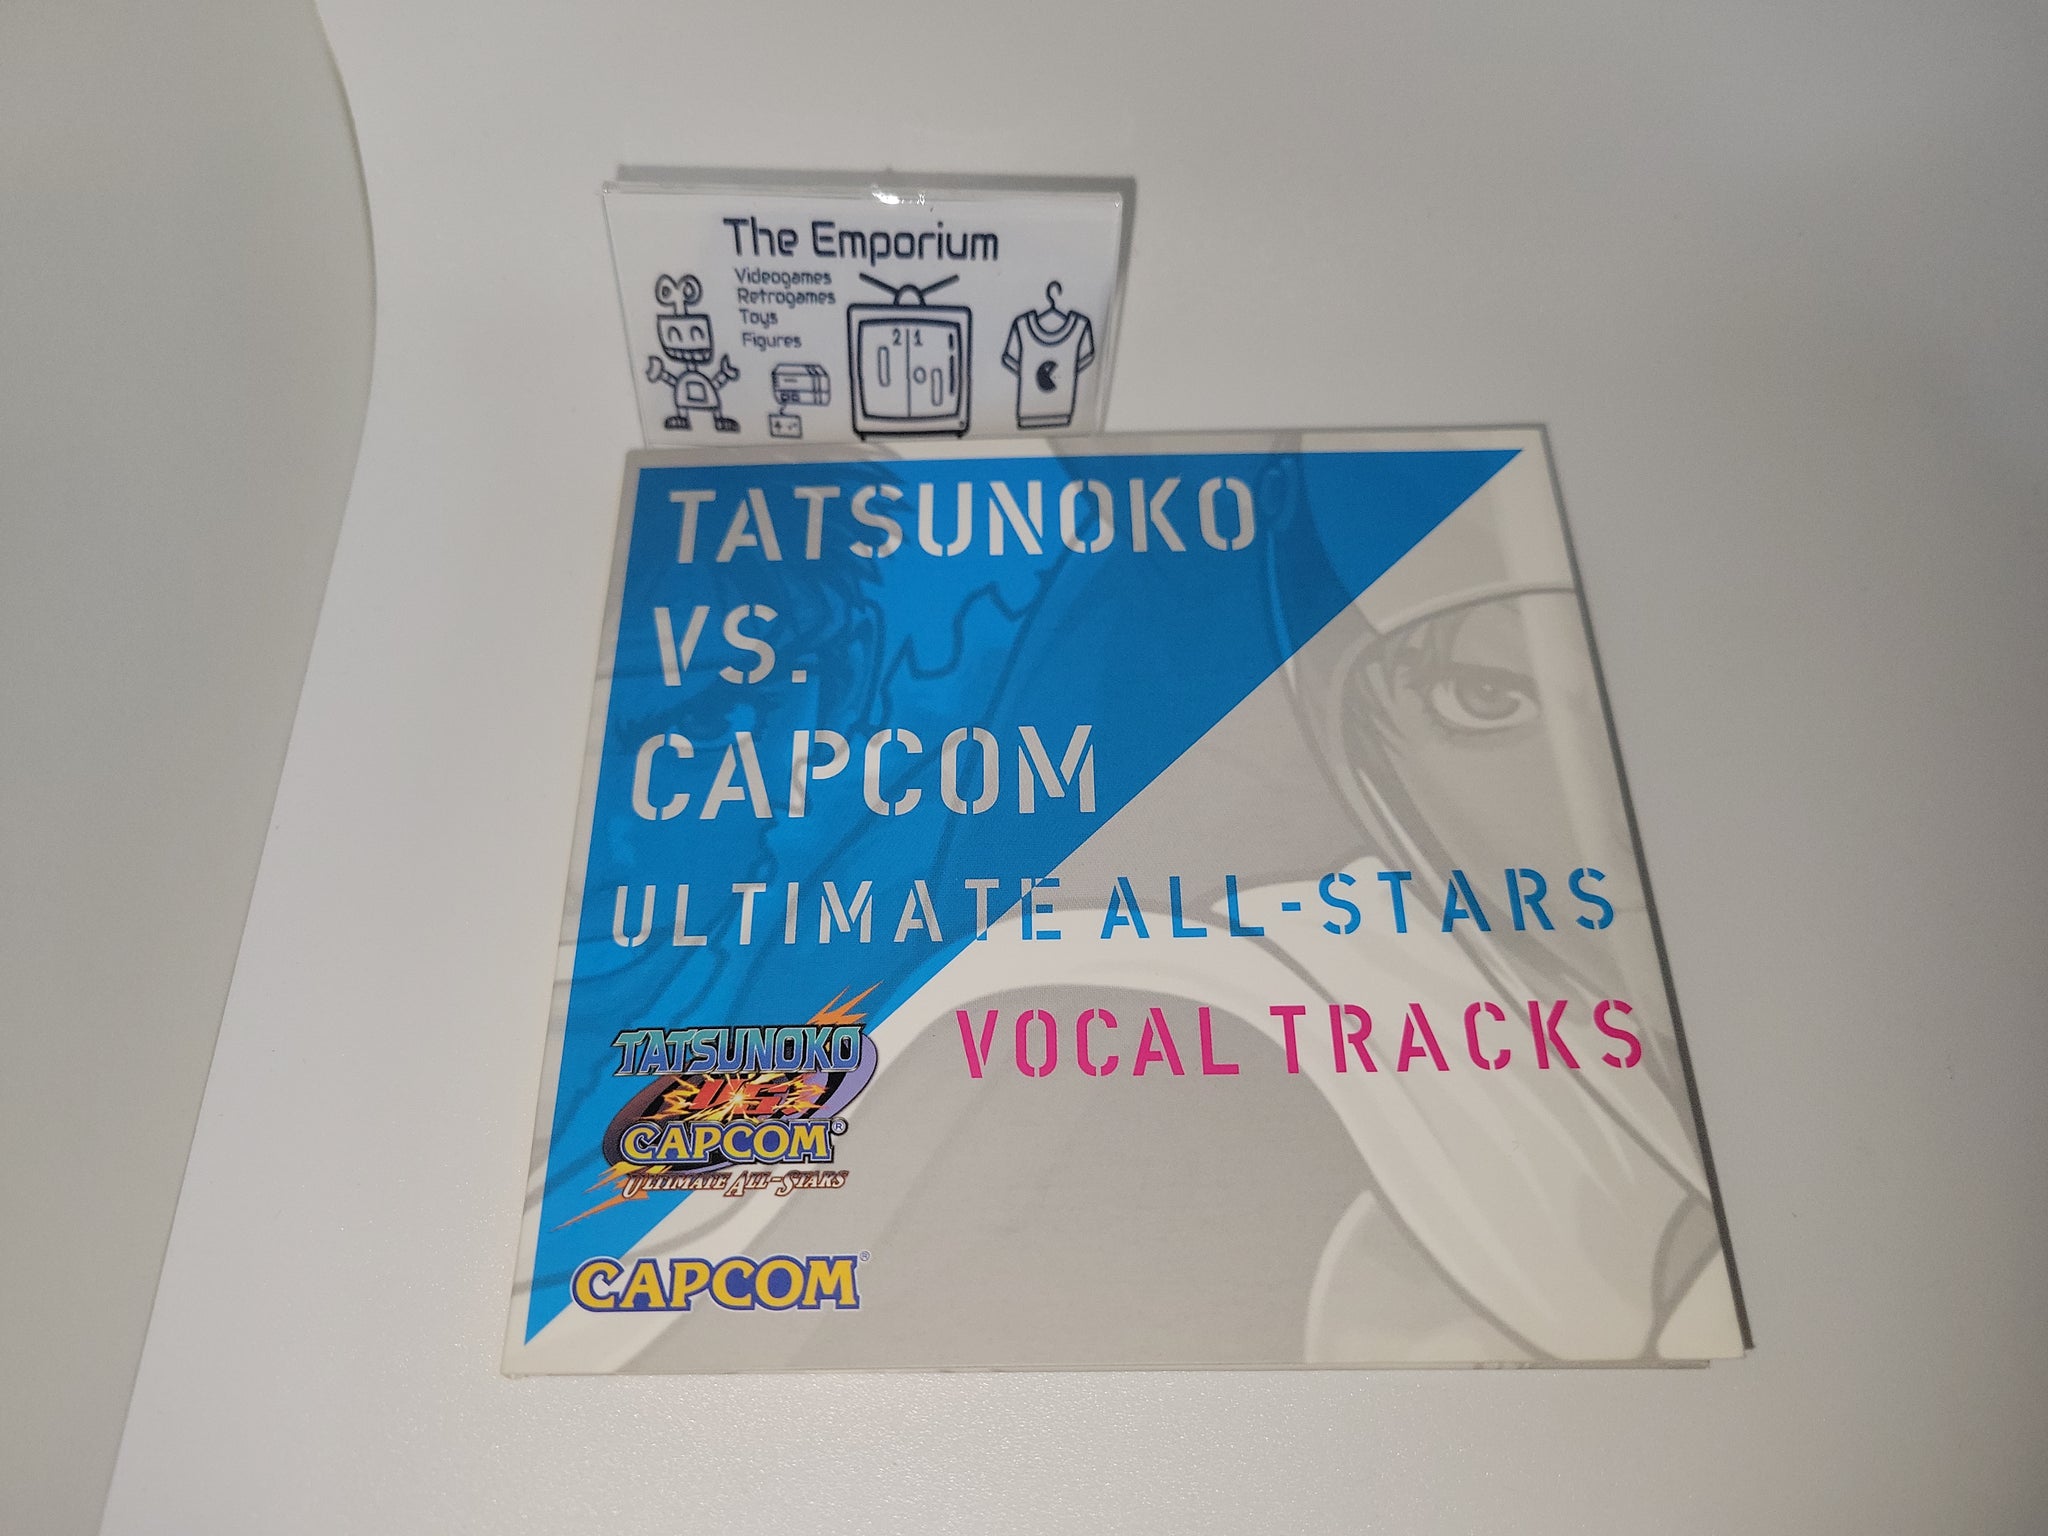 The Emporium
Videogames
Retrogames
Toys
Figures
2 1
TATSUNOKO
VS.
CAPCOM
ULTIMATE ALL-STARS
VOCAL TRACKS
TATSUNOKO
VS.
CAPCOM®
ULTIMATE ALL-STARS
CAPCOM®